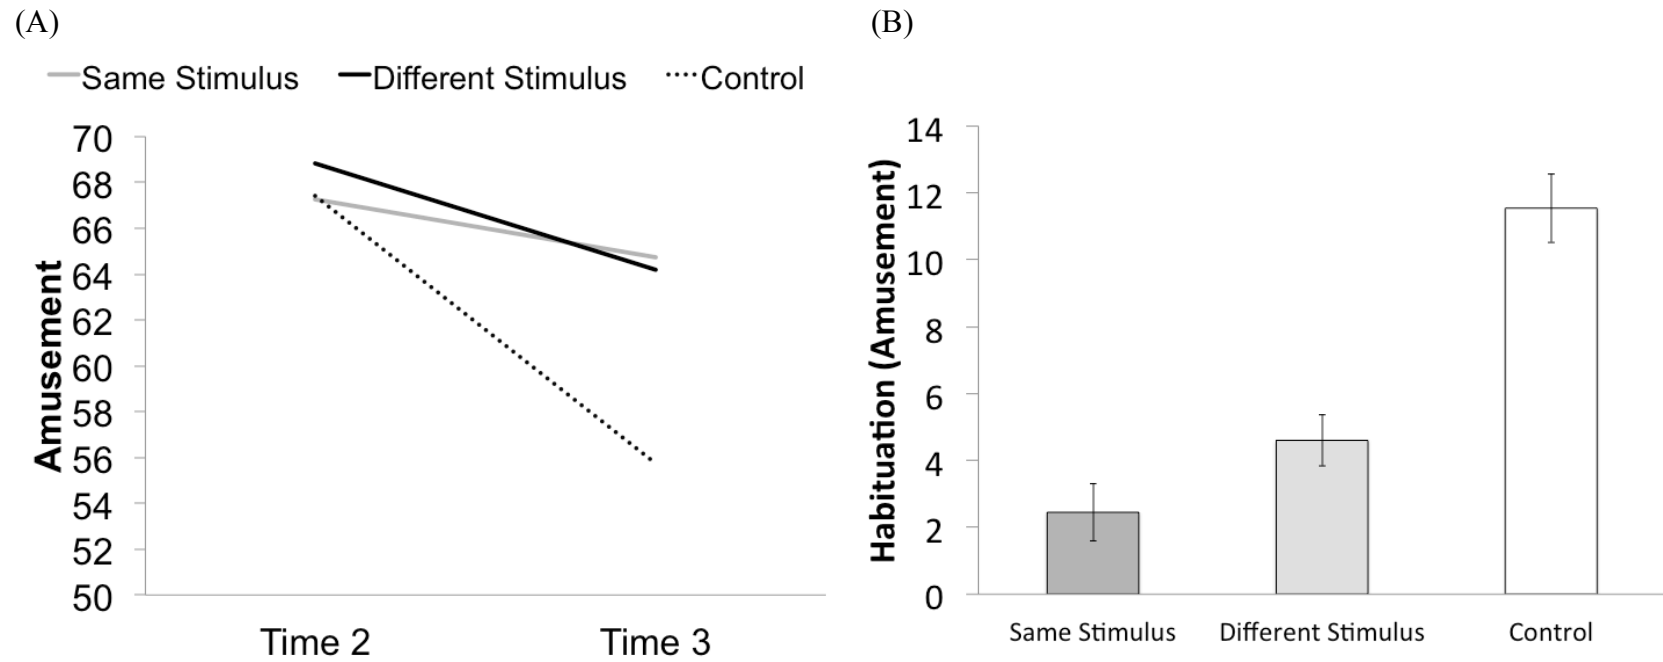 (A)
Same Stimulus Different Stimulus Control
70
68
66
64
62
60
58
56
54
52
50
Amusement
Time 2 Time 3
(B)
14
12
10
8
6
4
2
0
Habituation (Amusement)
Same Stimulus Different Stimulus Control